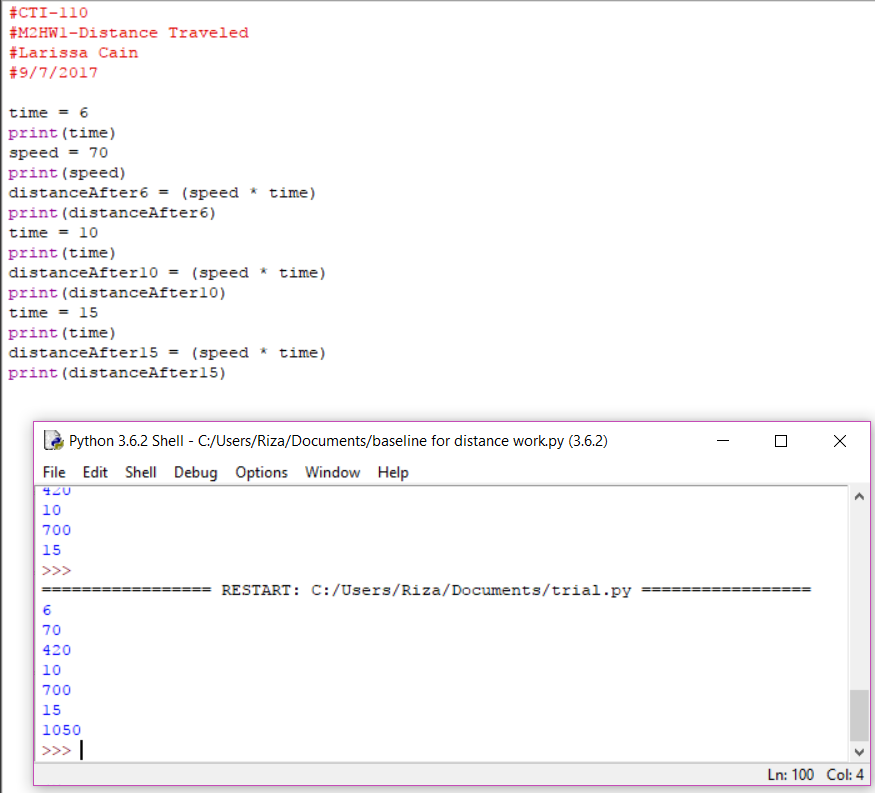 #CTI-110
#M2HW1-Distance Traveled
#Larissa Cain
#9/7/2017
time = 6
print(time)
speed = 70
print(speed)
distanceAfter6 = (speed * time)
print(distanceAfter6)
time = 10
print(time)
distanceAfter10 = (speed * time)
print(distanceAfter10)
time = 15
print(time)
distanceAfter15 = (speed * time)
print(distanceAfter15)
Python 3.6.2 Shell - C:/Users/Riza/Documents/baseline for distance work.py (3.6.2)
File Edit Shell Debug Options Window Help
420
10
700
15
>>>
================= RESTART: C:/Users/Riza/Documents/trial.py =================
6
70
420
10
700
15
1050
>>>
Ln: 100 Col: 4